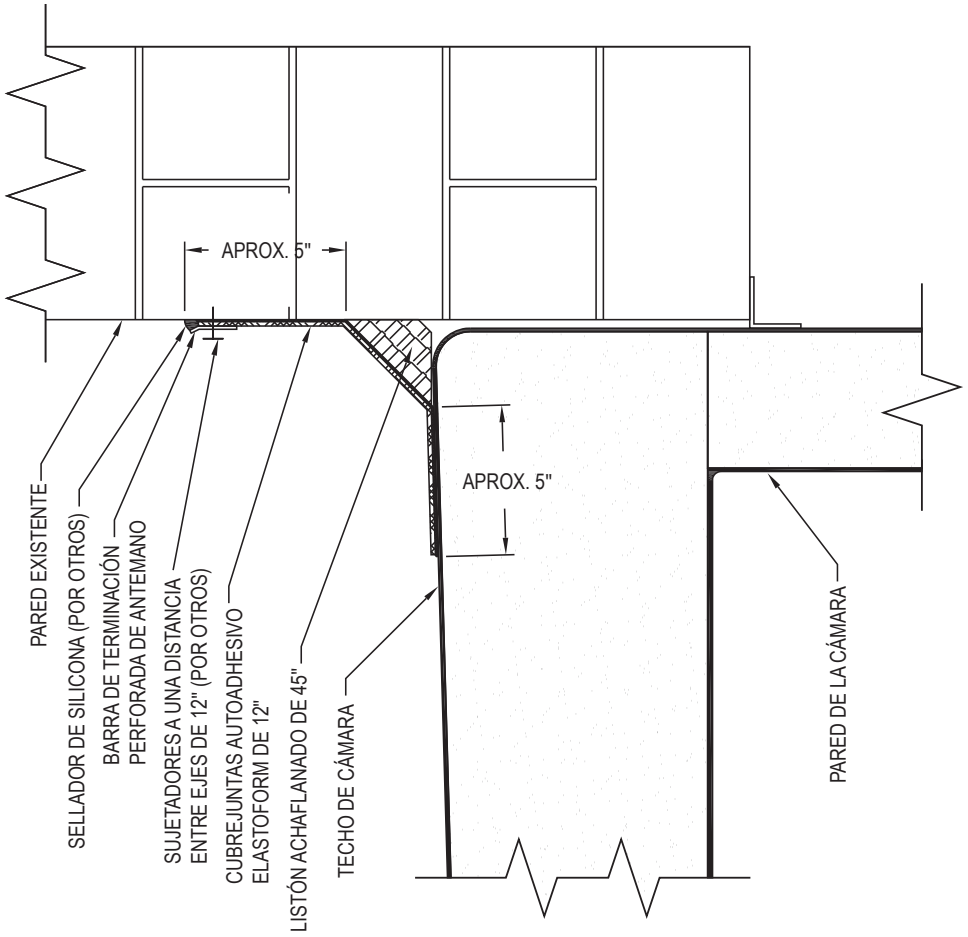 APROX. 5"
APROX. 5"
PARED EXISTENTE
SELLADOR DE SILICONA (POR OTROS)
BARRA DE TERMINACIÓN
PERFORADA DE ANTEMANO
SUJETADORES A UNA DISTANCIA
ENTRE EJES DE 12" (POR OTROS)
CUBREJUNTAS AUTOADHESIVO
ELASTOFORM DE 12"
LISTÓN ACHAFLANADO DE 45"
TECHO DE CÁMARA
PARED DE LA CÁMARA